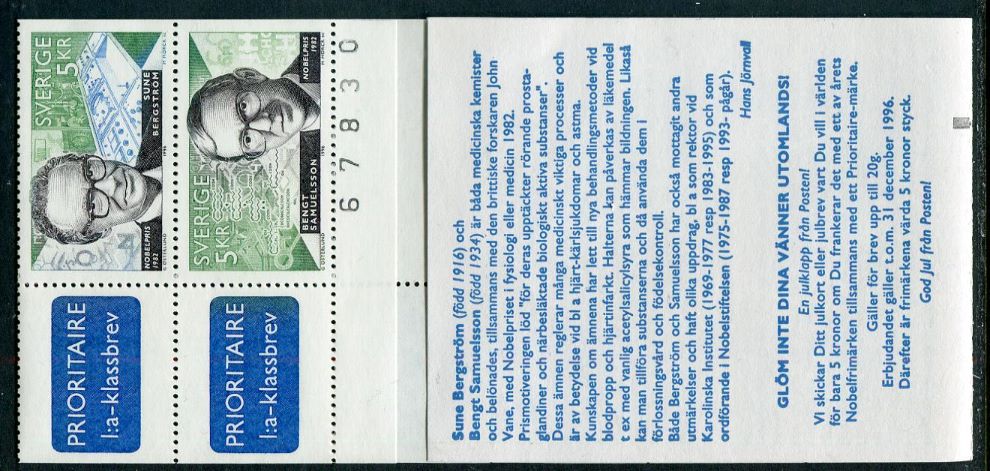 SVERIGE
5 KR
SUNE
BERGSTRÖM
1996
NOBELPRIS
1982
SVERIGE
5 KR
BENGT
SAMUELSSON
1996
NOBELPRIS
1982
PRIORITAIRE
1:a-klassbrev
PRIORITAIRE
1:a-klassbrev
67830
Sune Bergström (född 1916) och
Bengt Samuelsson (född 1934) är båda medicinska kemister
och belönades, tillsammans med den brittiske forskaren John
Vane, med Nobelpriset i fysiologi eller medicin 1982.
Prismotiveringen löd "för deras upptäckter rörande prosta-
glandiner och närbesläktade biologiskt aktiva substanser".
Dessa ämnen reglerar många medicinskt viktiga processer och
är av betydelse vid bl a hjärt-kärlsjukdomar och astma.
Kunskapen om ämnena har lett till nya behandlingsmetoder vid
blodpropp och hjärtinfarkt. Halterna kan påverkas av läkemedel
t ex med vanlig acetylsalicylsyra som hämmar bildningen. Likaså
kan man tillföra substanserna och då använda dem i
förlossningsvård och födelsekontroll.
Både Bergström och Samuelsson har också mottagit andra
utmärkelser och haft olika uppdrag, bl a som rektor vid
Karolinska Institutet (1969-1977 resp 1983-1995) och som
ordförande i Nobelstiftelsen (1975-1987 resp 1993- pågår).
Hans Jörnvall
GLÖM INTE DINA VÄNNER UTOMLANDS!
En julklapp från Posten!
Vi skickar Ditt julkort eller julbrev vart Du vill i världen
för bara 5 kronor om Du frankerar det med ett av årets
Nobelfrimärken tillsammans med ett Prioritaire-märke.
Gäller för brev upp till 20g.
Erbjudandet gäller t.o.m. 31 december 1996.
Därefter är frimärkena värda 5 kronor styck.
God Jul från Posten!